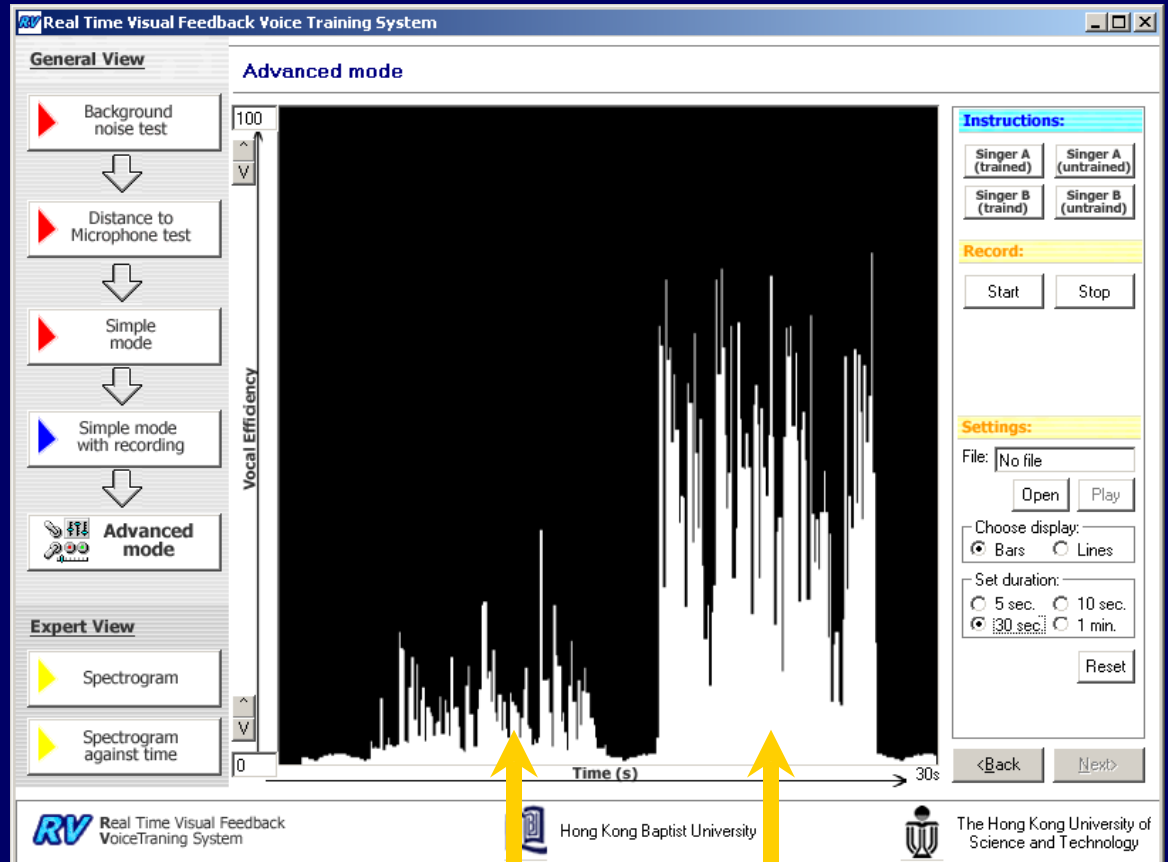 RV Real Time Visual Feedback Voice Training System
General View
Background
noise test
Distance to
Microphone test
Simple
mode
Simple mode
with recording
Advanced
mode
Expert View
Spectrogram
Spectrogram
against time
Advanced mode
100
^
V
Vocal Efficiency
^
V
0
Time (s)
30s
Instructions:
Singer A
(trained)
Singer A
(untrained)
Singer B
(traind)
Singer B
(untraind)
Record:
Start
Stop
Settings:
File: No file
Open
Play
Choose display:
Bars
Lines
Set duration:
5 sec.
10 sec.
30 sec.
1 min.
Reset
<Back
Next>
RV
Real Time Visual Feedback
VoiceTraning System
Hong Kong Baptist University
The Hong Kong University of
Science and Technology